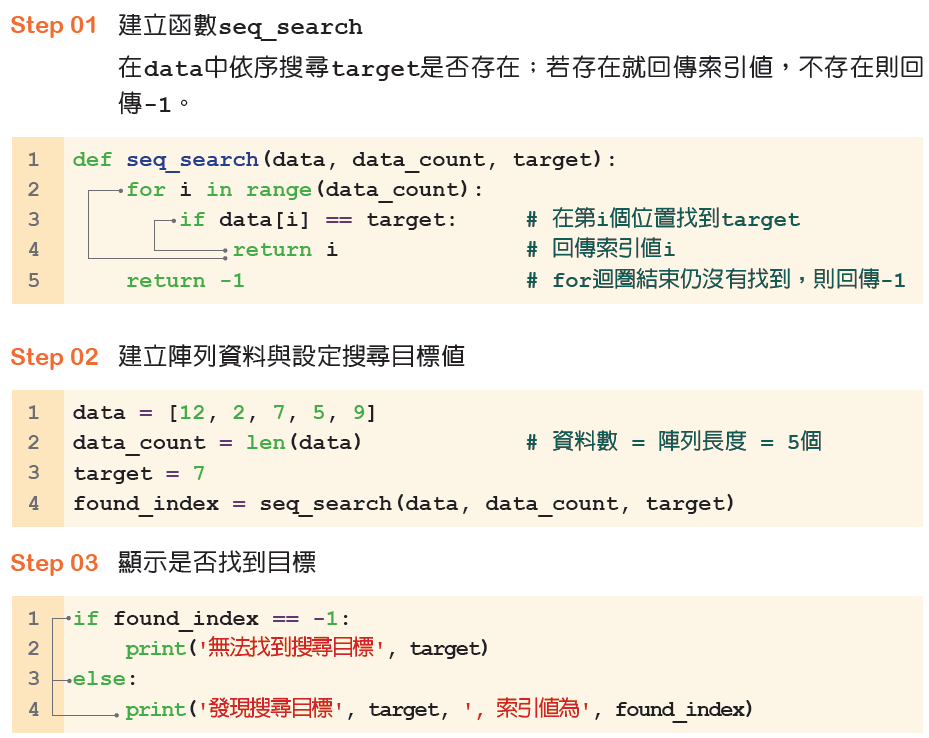 Step 01 建立函數seq_search
在data中依序搜尋target是否存在；若存在就回傳索引值，不存在則回
傳-1。
1 def seq_search(data, data_count, target):
2 for i in range(data_count):
3 if data[i] == target: # 在第i個位置找到target
4 return i # 回傳索引值i
5 return -1 # for迴圈結束仍沒有找到，則回傳-1
Step 02 建立陣列資料與設定搜尋目標值
1 data = [12, 2, 7, 5, 9]
2 data_count = len(data) # 資料數 = 陣列長度 = 5個
3 target = 7
4 found_index = seq_search(data, data_count, target)
Step 03 顯示是否找到目標
1 if found_index == -1:
2 print('無法找到搜尋目標', target)
3 else:
4 print('發現搜尋目標', target, ', 索引值為', found_index)